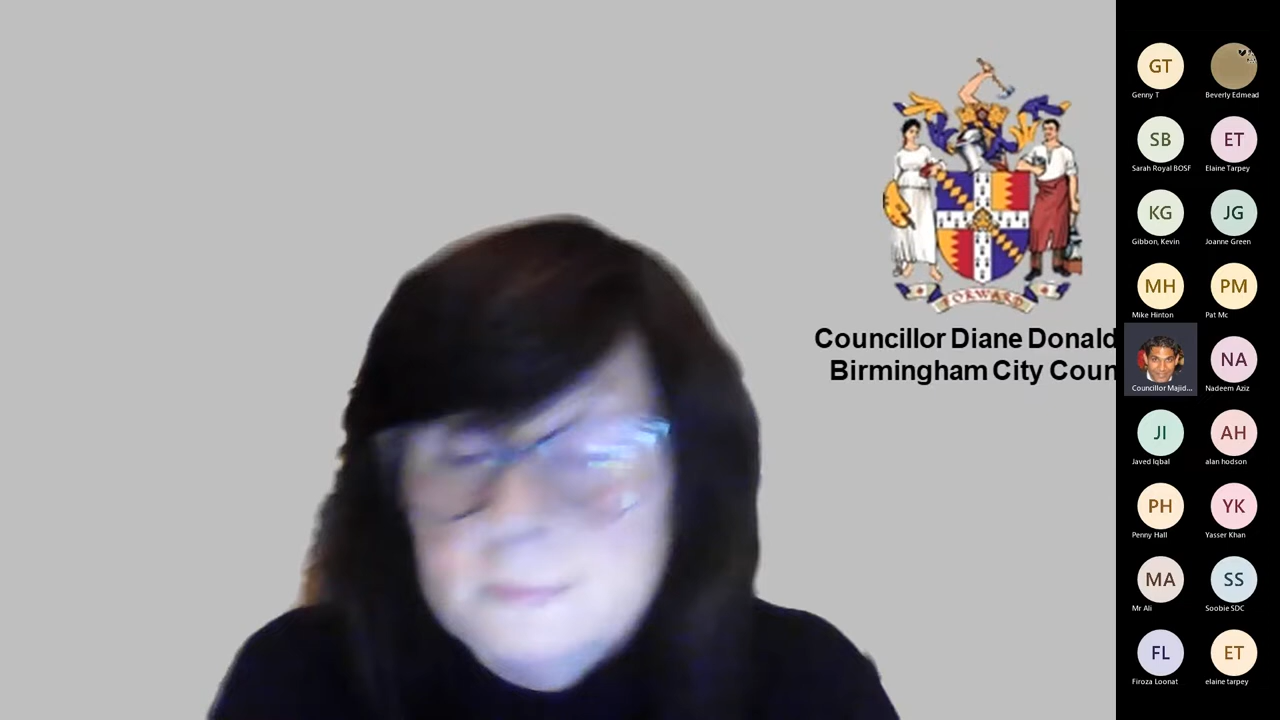 FORWARD
Councillor Diane Donald
Birmingham City Coun
GT
Genny T
Beverly Edmead
SB
Sarah Royal BOSF
ET
Elaine Tarpey
KG
Gibbon, Kevin
JG
Joanne Green
MH
Mike Hinton
PM
Pat Mc
Councillor Majid...
NA
Nadeem Aziz
JI
Javed Iqbal
AH
alan hodson
PH
Penny Hall
YK
Yasser Khan
MA
Mr Ali
SS
Soobie SDC
FL
Firoza Loonat
ET
elaine tarpey